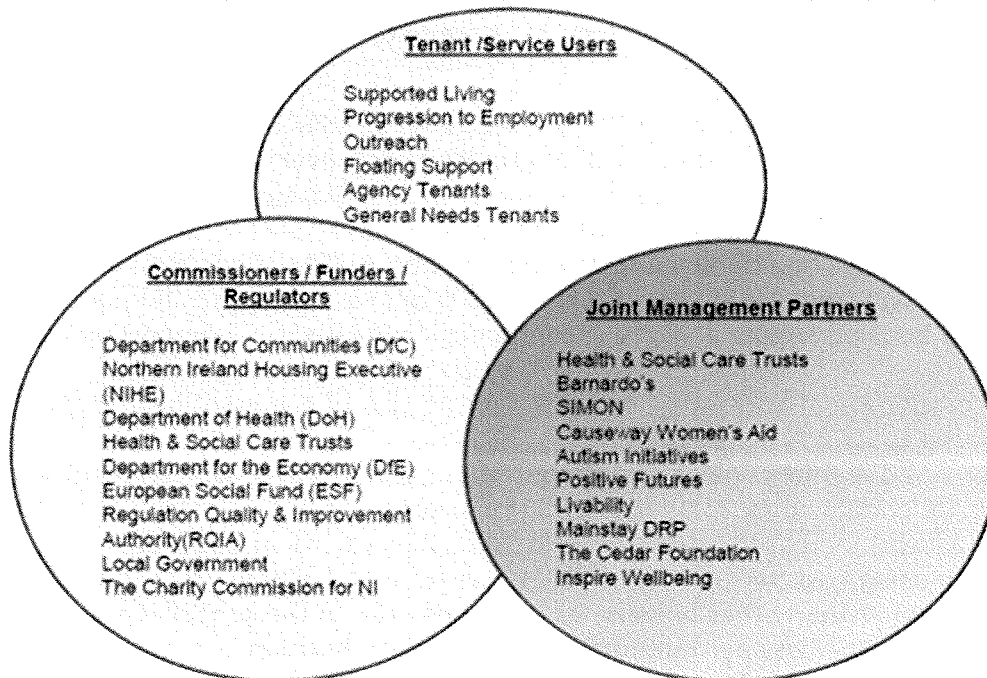 Tenant /Service Users
Supported Living
Progression to Employment
Outreach
Floating Support
Agency Tenants
General Needs Tenants
Commissioners / Funders /
Regulators
Department for Communities (DfC)
Northern Ireland Housing Executive
(NIHE)
Department of Health (DoH)
Health & Social Care Trusts
Department for the Economy (DfE)
European Social Fund (ESF)
Regulation Quality & Improvement
Authority(RQIA)
Local Government
The Charity Commission for NI
Joint Management Partners
Health & Social Care Trusts
Barnardo's
SIMON
Causeway Women's Aid
Autism Initiatives
Positive Futures
Livability
Mainstay DRP
The Cedar Foundation
Inspire Wellbeing